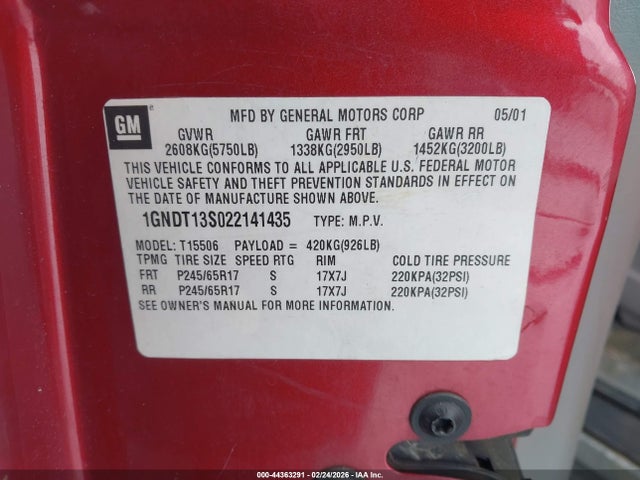 GM
MFD BY GENERAL MOTORS CORP 05/01
GVWR GAWR FRT GAWR RR
2608KG(5750LB) 1338KG(2950LB) 1452KG(3200LB)
THIS VEHICLE CONFORMS TO ALL APPLICABLE U.S. FEDERAL MOTOR
VEHICLE SAFETY AND THEFT PREVENTION STANDARDS IN EFFECT ON
THE DATE OF MANUFACTURE SHOWN ABOVE.
1GNDT13S022141435 TYPE: M.P.V.
MODEL: T15506 PAYLOAD = 420KG(926LB)
TPMG TIRE SIZE SPEED RTG RIM COLD TIRE PRESSURE
FRT P245/65R17 S 17X7J 220KPA(32PSI)
RR P245/65R17 S 17X7J 220KPA(32PSI)
SEE OWNER'S MANUAL FOR MORE INFORMATION.
000-44363291 - 02/24/2026 - IAAI.COM